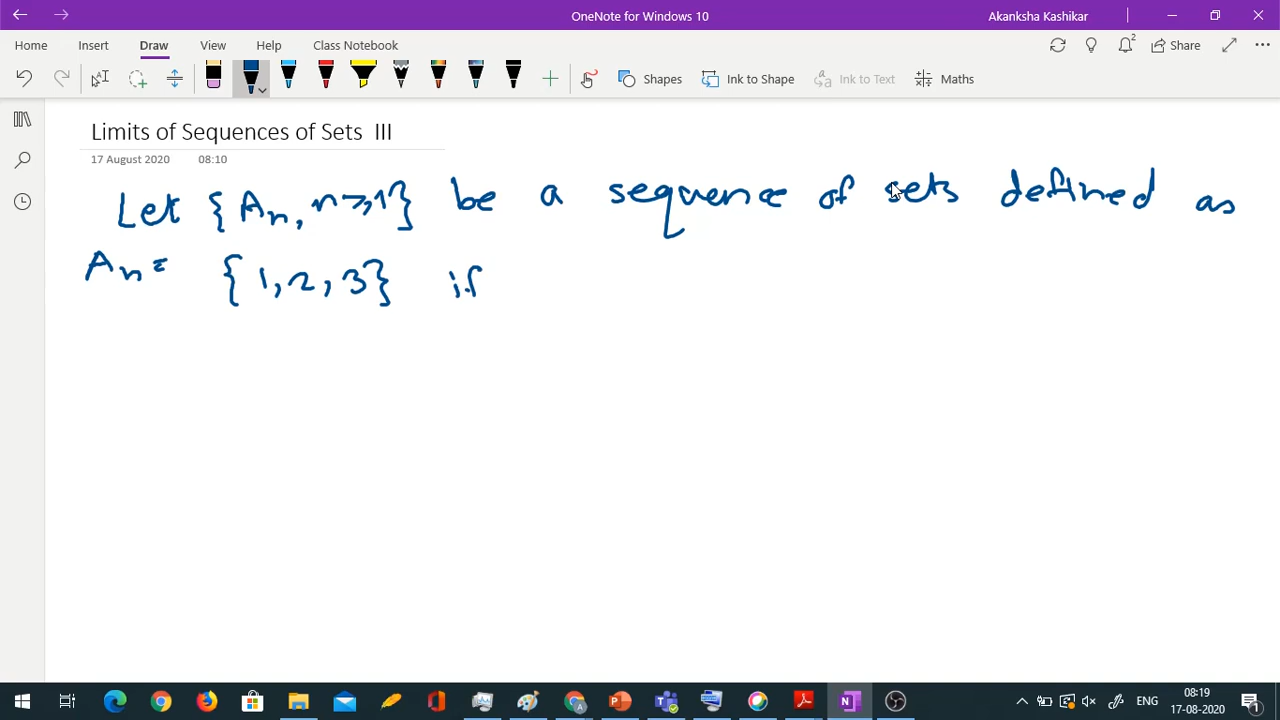 OneNote for Windows 10
Akanksha Kashikar
Home Insert Draw View Help Class Notebook
2
Share
Shapes
Ink to Shape
Ink to Text
Maths
Limits of Sequences of Sets III
17 August 2020 08:10
Let {An, n≥1} be a sequence of sets defined as
An = {1, 2, 3} if
ENG
08:19
17-08-2020
1